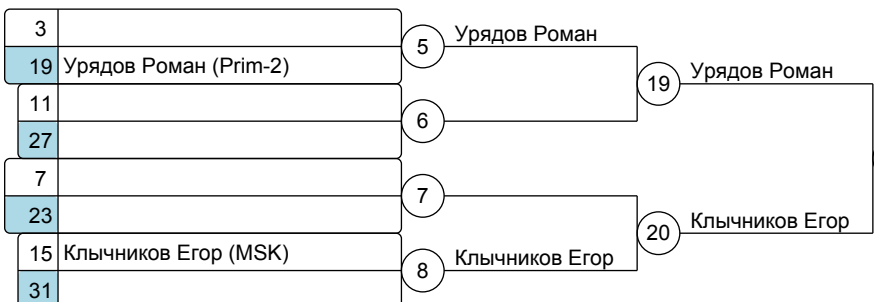 3
19 Урядов Роман (Prim-2)
5 Урядов Роман
11
27
6
19 Урядов Роман
7
23
7
15 Клычников Егор (MSK)
31
8 Клычников Егор
20 Клычников Егор